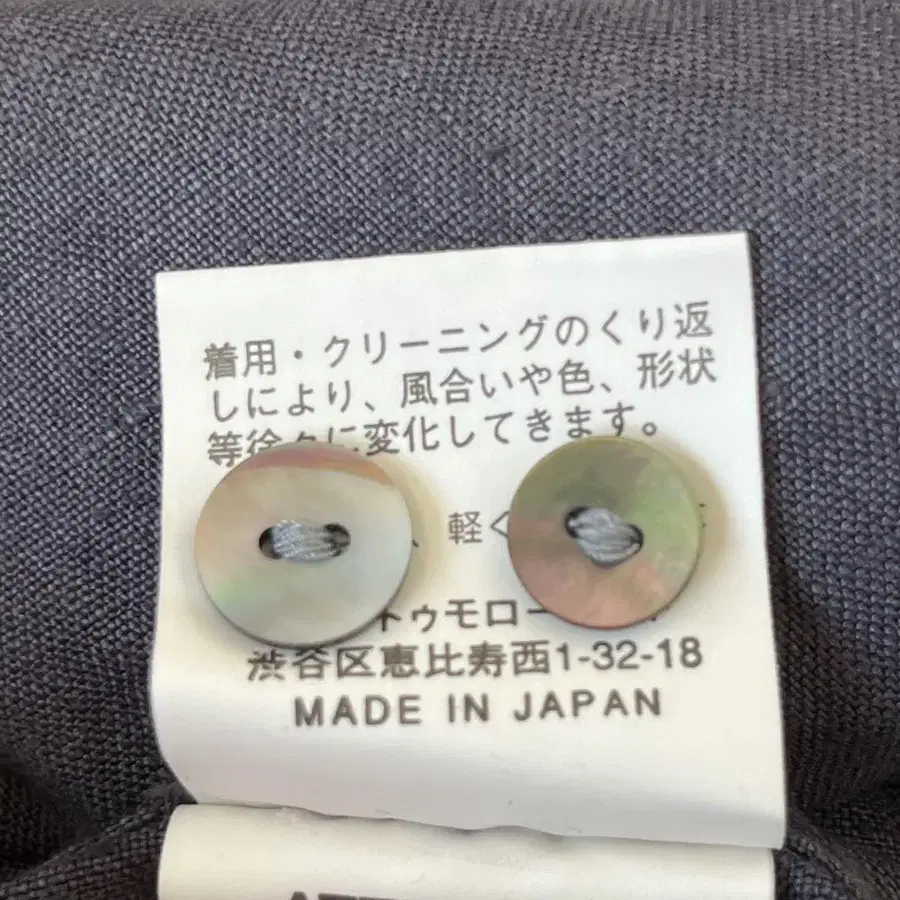 着用・クリーニングのくり返
しにより、風合いや色、形状
等徐々に変化してきます。
、軽く
トゥモロー
渋谷区恵比寿西1-32-18
MADE IN JAPAN